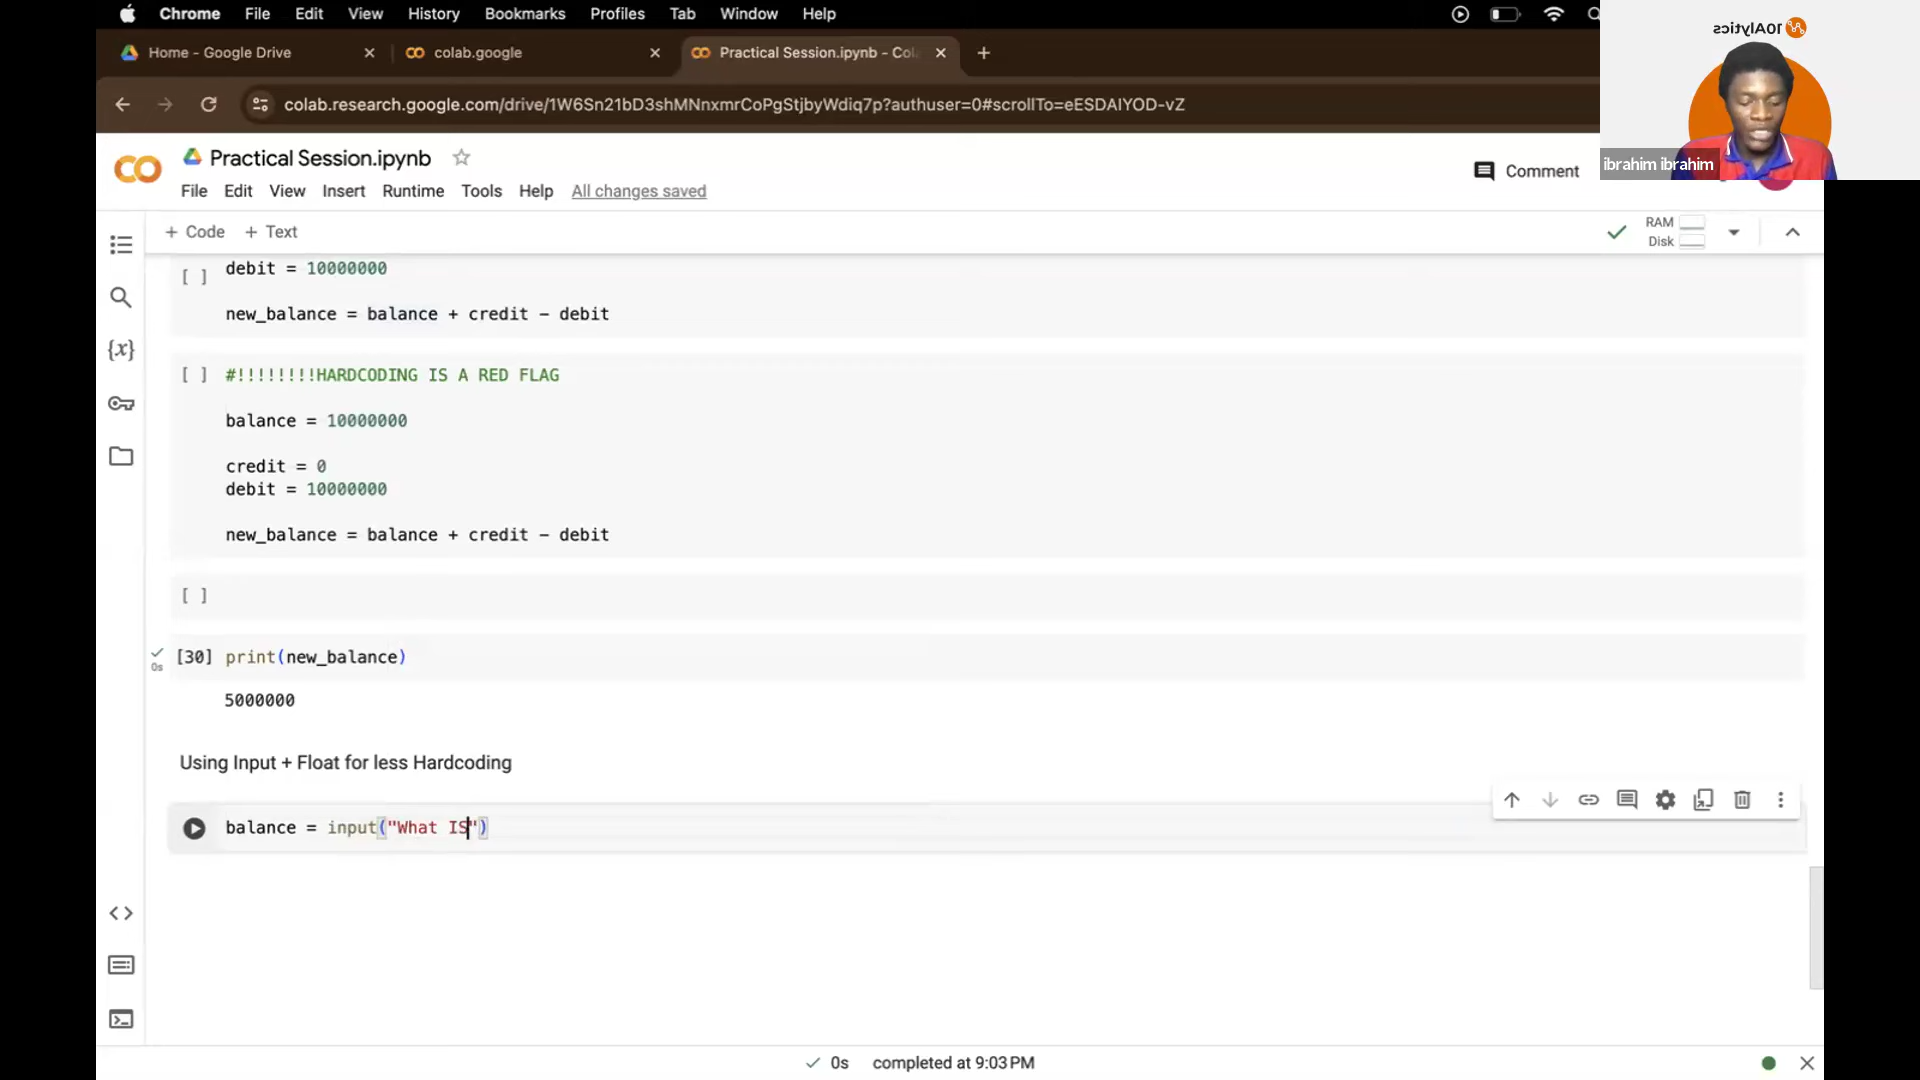 Chrome File Edit View History Bookmarks Profiles Tab Window Help
10Alytics
Home - Google Drive
colab.google
Practical Session.ipynb - Col
colab.research.google.com/drive/1W6Sn21bD3shMNnxmrCoPgStjbyWdiq7p?authuser=0#scrollTo=eESDAIYOD-vZ
ibrahim ibrahim
Practical Session.ipynb
Comment
File Edit View Insert Runtime Tools Help All changes saved
+ Code + Text
RAM
Disk
[ ] debit = 10000000
new_balance = balance + credit - debit
[ ] #!!!!!!!!HARDCODING IS A RED FLAG
balance = 10000000
credit = 0
debit = 10000000
new_balance = balance + credit - debit
[ ]
[30] print(new_balance)
0s
5000000
Using Input + Float for less Hardcoding
balance = input("What IS")
0s completed at 9:03 PM